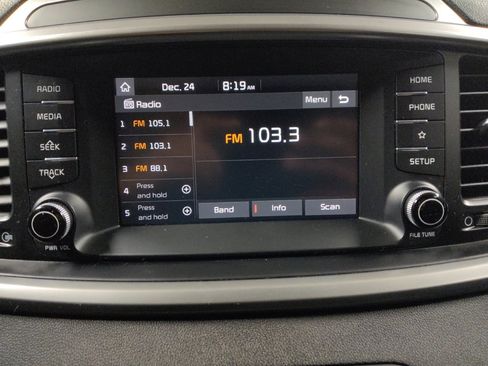 RADIO
MEDIA
SEEK
TRACK
PWR VOL
Dec. 24 8:19 AM
Radio Menu
1 FM 105.1
2 FM 103.1
3 FM 88.1
4 Press and hold
5 Press and hold
FM 103.3
Band Info Scan
HOME
PHONE
SETUP
FILE TUNE